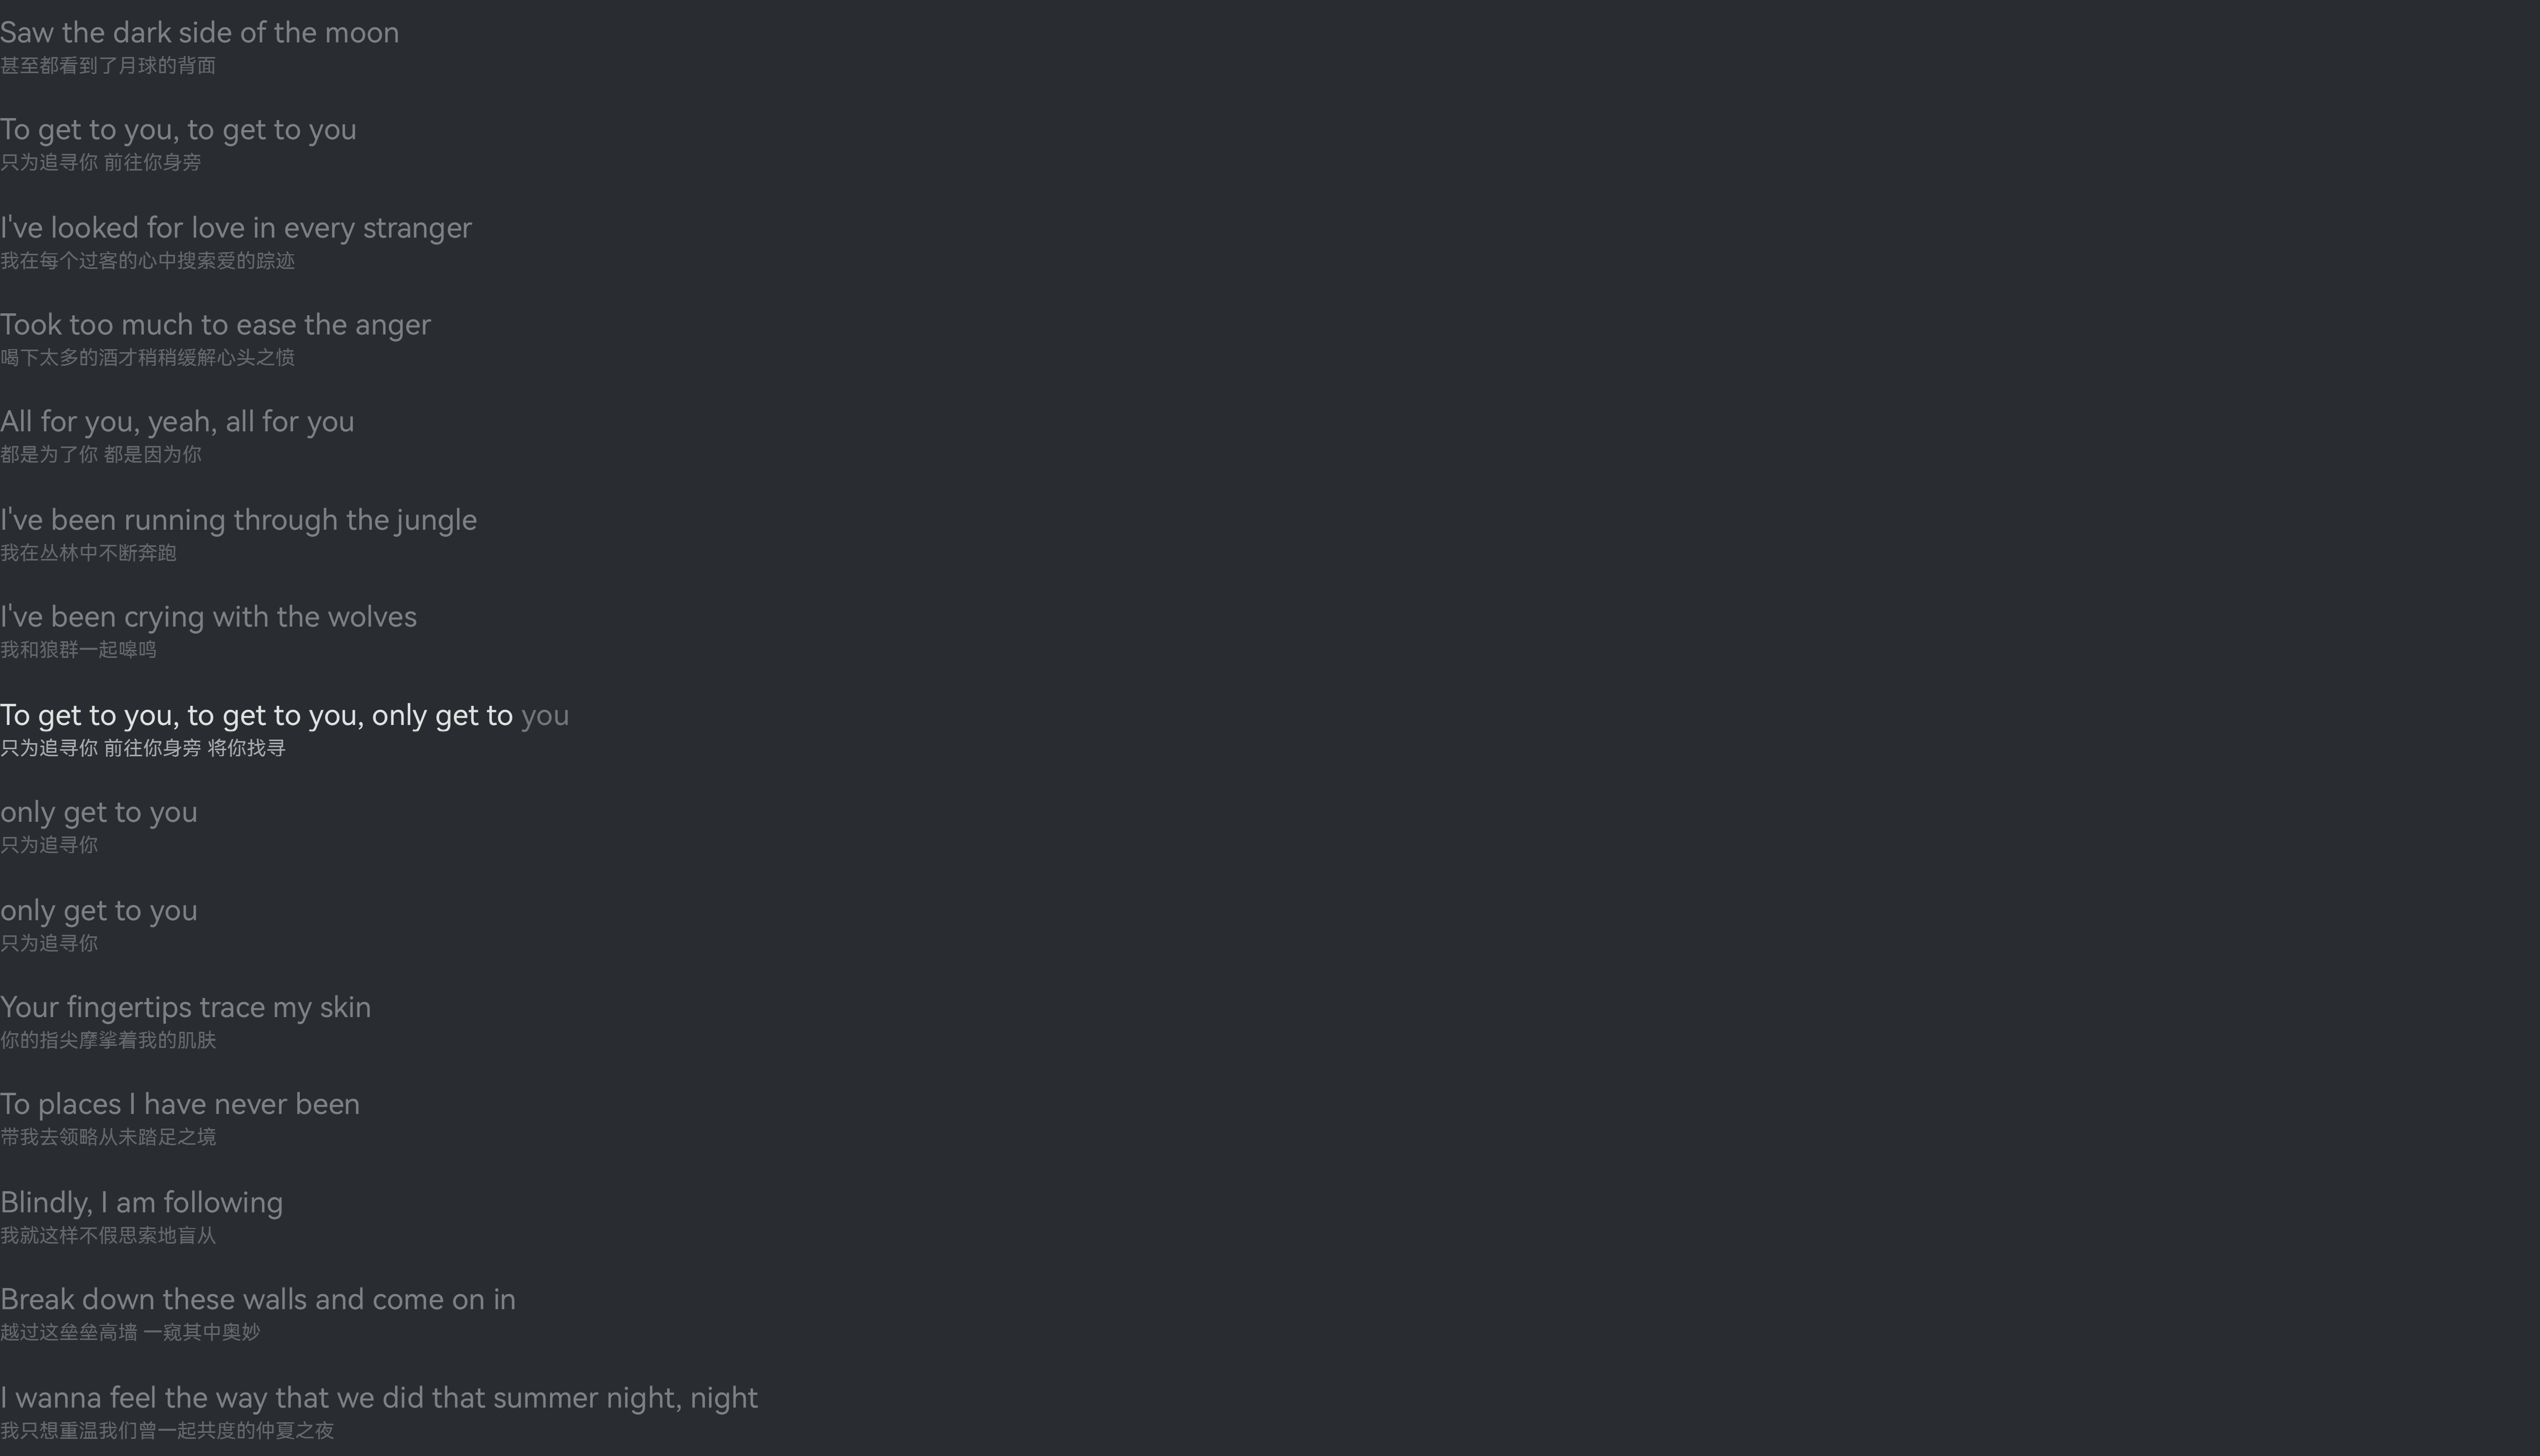 Saw the dark side of the moon
甚至都看到了月球的背面
To get to you, to get to you
只为追寻你 前往你身旁
I've looked for love in every stranger
我在每个过客的心中搜索爱的踪迹
Took too much to ease the anger
喝下太多的酒才稍稍缓解心头之愤
All for you, yeah, all for you
都是为了你 都是因为你
I've been running through the jungle
我在丛林中不断奔跑
I've been crying with the wolves
我和狼群一起嗥鸣
To get to you, to get to you, only get to you
只为追寻你 前往你身旁 将你找寻
only get to you
只为追寻你
only get to you
只为追寻你
Your fingertips trace my skin
你的指尖摩挲着我的肌肤
To places I have never been
带我去领略从未踏足之境
Blindly, I am following
我就这样不假思索地盲从
Break down these walls and come on in
越过这垒垒高墙 一窥其中奥妙
I wanna feel the way that we did that summer night, night
我只想重温我们曾一起共度的仲夏之夜